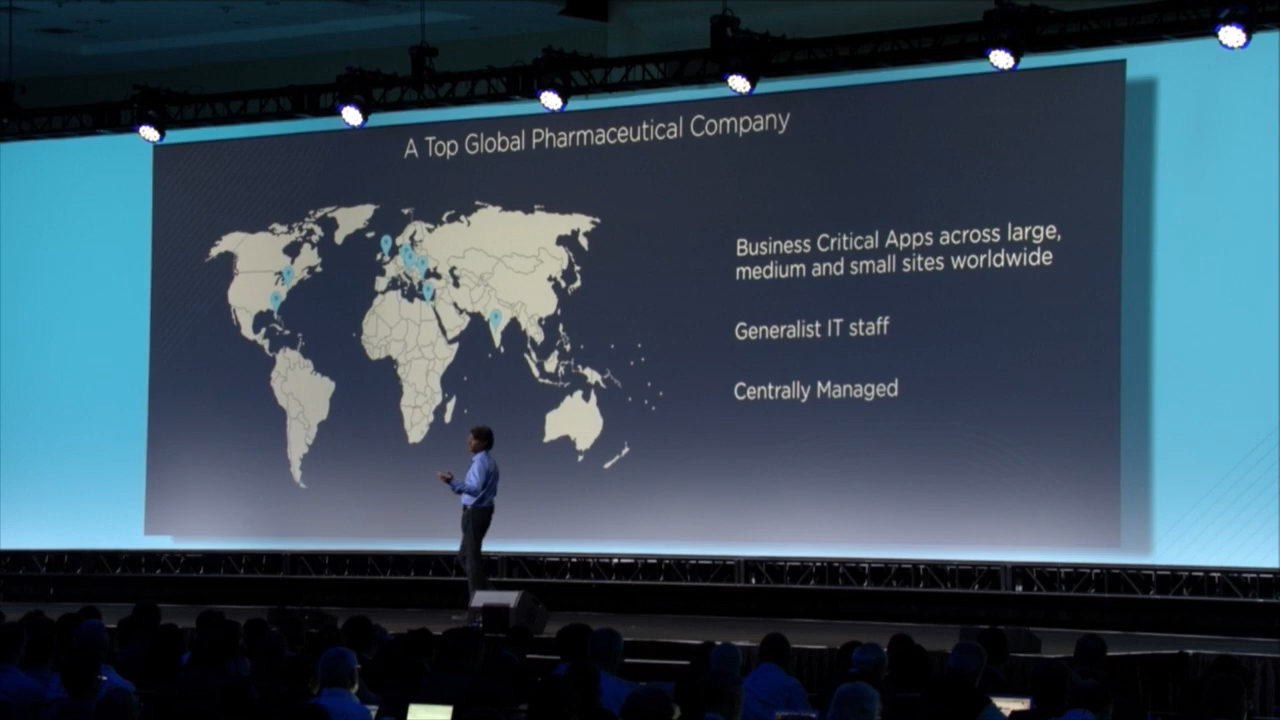 A Top Global Pharmaceutical Company
Business Critical Apps across large,
medium and small sites worldwide
Generalist IT staff
Centrally Managed